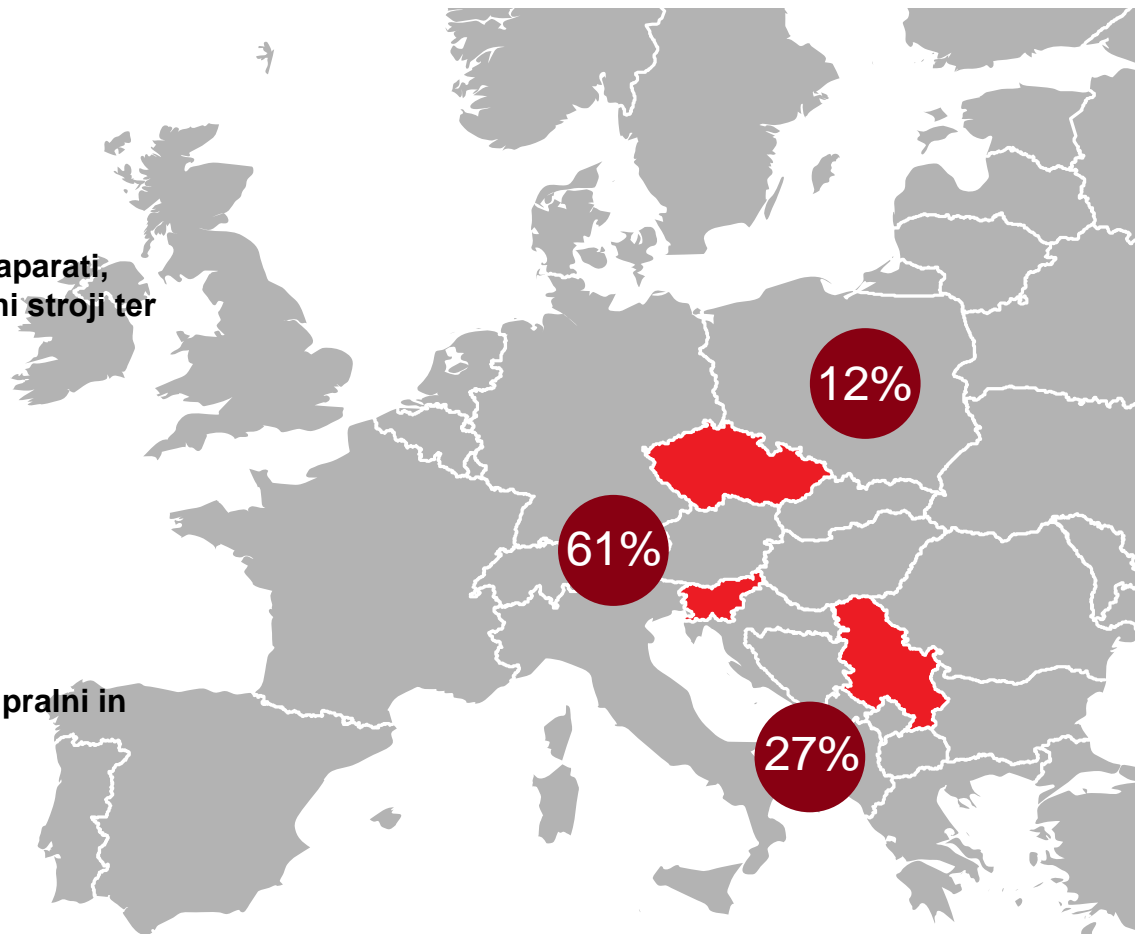 aparati,
ni stroji ter
12%
61%
pralni in
27%